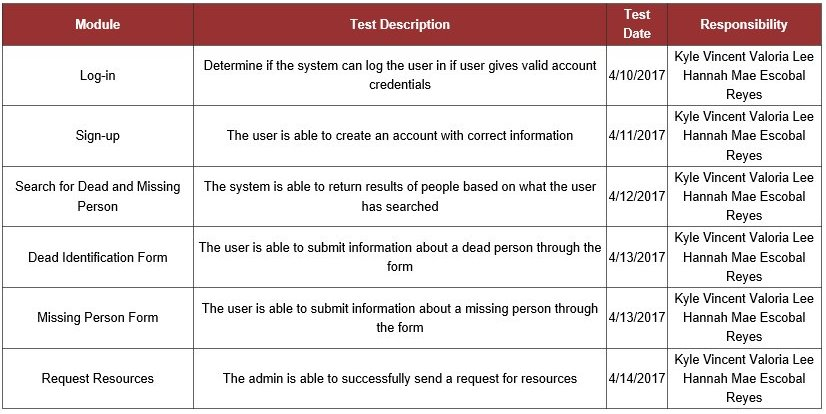 Module Test Description Test Date Responsibility
Log-in Determine if the system can log the user in if user gives valid account credentials 4/10/2017 Kyle Vincent Valoria Lee Hannah Mae Escobal Reyes
Sign-up The user is able to create an account with correct information 4/11/2017 Kyle Vincent Valoria Lee Hannah Mae Escobal Reyes
Search for Dead and Missing Person The system is able to return results of people based on what the user has searched 4/12/2017 Kyle Vincent Valoria Lee Hannah Mae Escobal Reyes
Dead Identification Form The user is able to submit information about a dead person through the form 4/13/2017 Kyle Vincent Valoria Lee Hannah Mae Escobal Reyes
Missing Person Form The user is able to submit information about a missing person through the form 4/13/2017 Kyle Vincent Valoria Lee Hannah Mae Escobal Reyes
Request Resources The admin is able to successfully send a request for resources 4/14/2017 Kyle Vincent Valoria Lee Hannah Mae Escobal Reyes